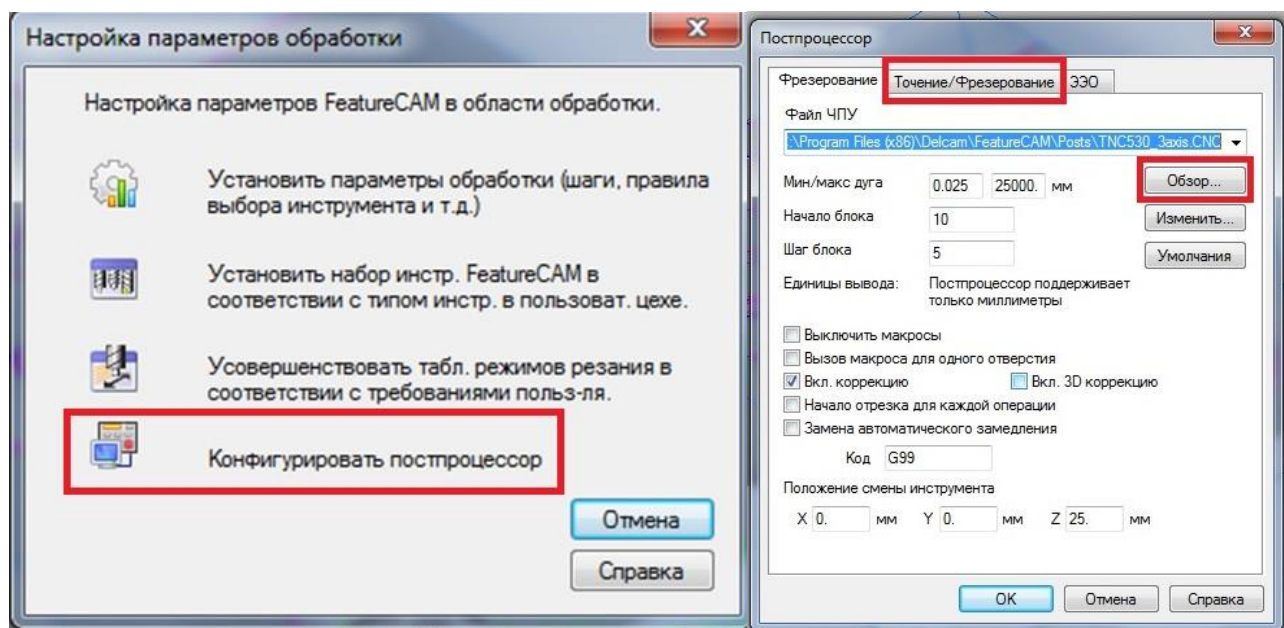 Настройка параметров обработки
Настройка параметров FeatureCAM в области обработки.
Установить параметры обработки (шаги, правила
выбора инструмента и т.д.)
Установить набор инстр. FeatureCAM в
соответствии с типом инстр. в пользоват. цехе.
Усовершенствовать табл. режимов резания в
соответствии с требованиями польз-ля.
Конфигурировать постпроцессор
Отмена
Справка
Постпроцессор
Фрезерование Точение/Фрезерование ЭЭО
Файл ЧПУ
:\Program Files (x86)\Delcam\FeatureCAM\Posts\TNC530_3axis.CNC
Мин/макс дуга 0.025 25000. мм Обзор...
Начало блока 10 Изменить...
Шаг блока 5 Умолчания
Единицы вывода: Постпроцессор поддерживает
только миллиметры
Выключить макросы
Вызов макроса для одного отверстия
Вкл. коррекцию Вкл. 3D коррекцию
Начало отрезка для каждой операции
Замена автоматического замедления
Код G99
Положение смены инструмента
X 0. мм Y 0. мм Z 25. мм
OK Отмена Справка